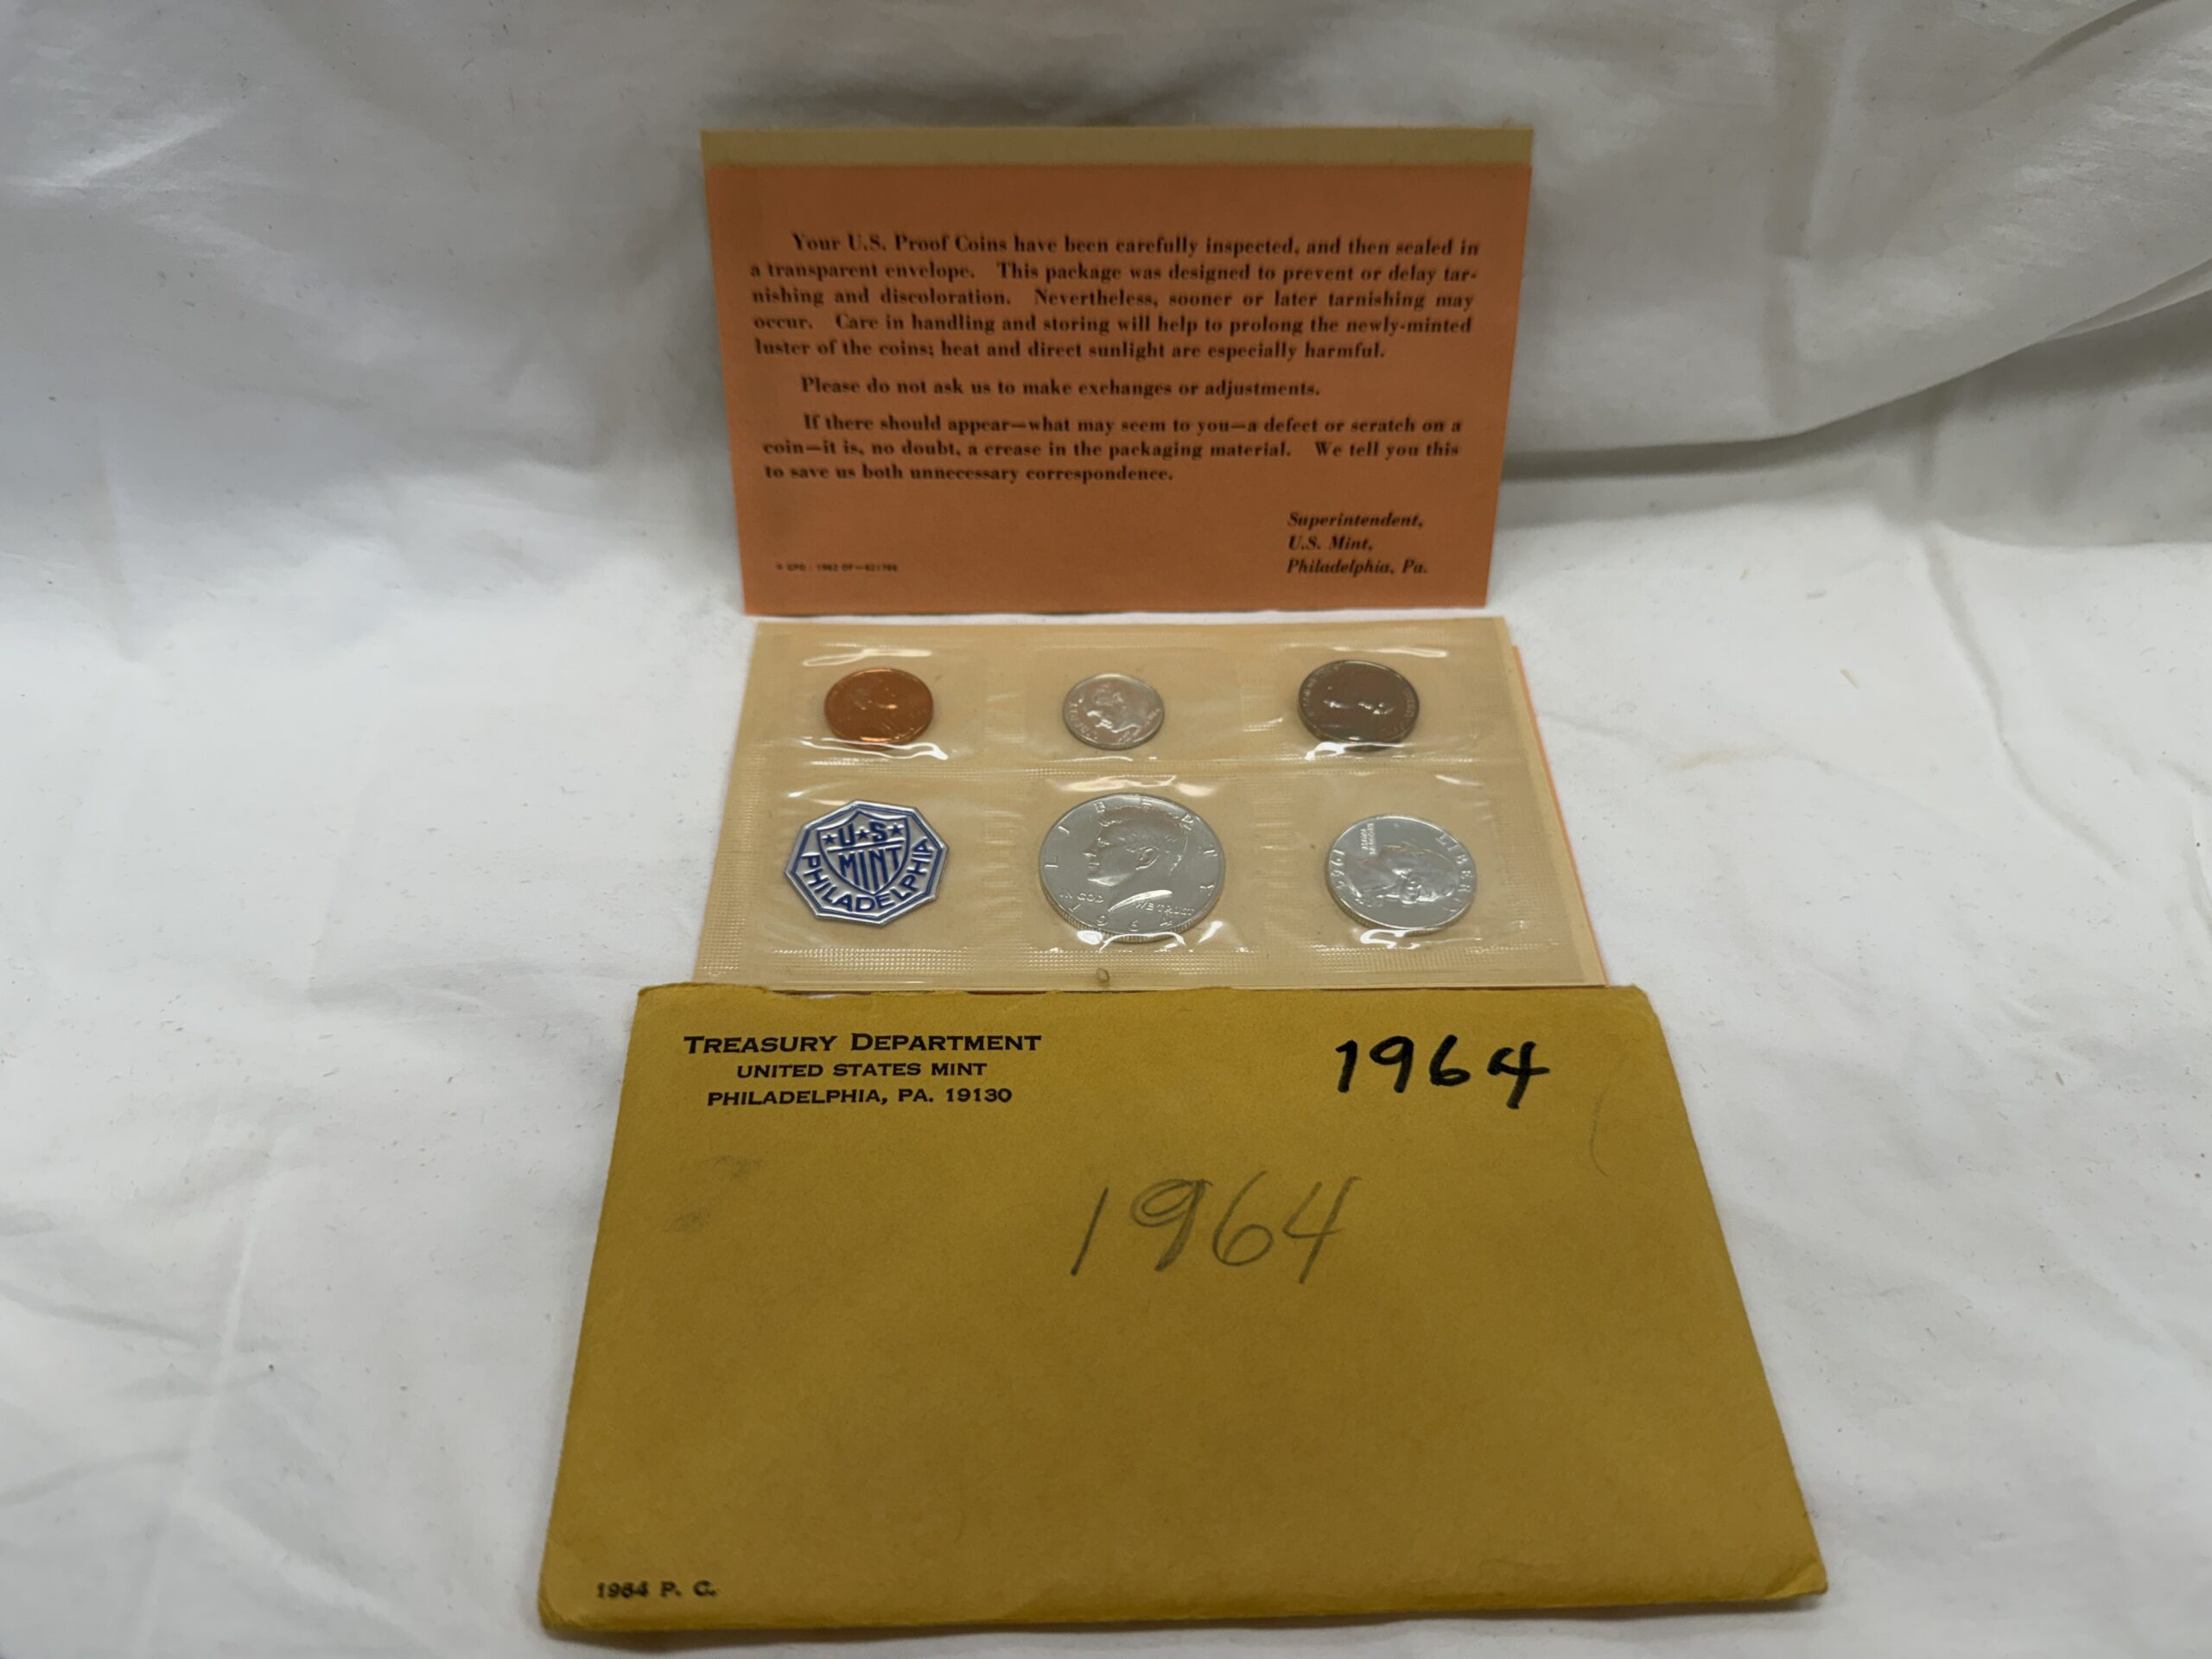 Your U.S. Proof Coins have been carefully inspected, and then sealed in
a transparent envelope. This package was designed to prevent or delay tar-
nishing and discoloration. Nevertheless, sooner or later tarnishing may
occur. Care in handling and storing will help to prolong the newly-minted
luster of the coins; heat and direct sunlight are especially harmful.
Please do not ask us to make exchanges or adjustments.
If there should appear—what may seem to you—a defect or scratch on a
coin—it is, no doubt, a crease in the packaging material. We tell you this
to save us both unnecessary correspondence.
Superintendent,
U.S. Mint,
Philadelphia, Pa.
U★S
MINT
PHILADELPHIA
LIBERTY
IN GOD WE TRUST
1964
LIBERTY
1964
TREASURY DEPARTMENT
UNITED STATES MINT
PHILADELPHIA, PA. 19130
1964
1964
1964 P. C.